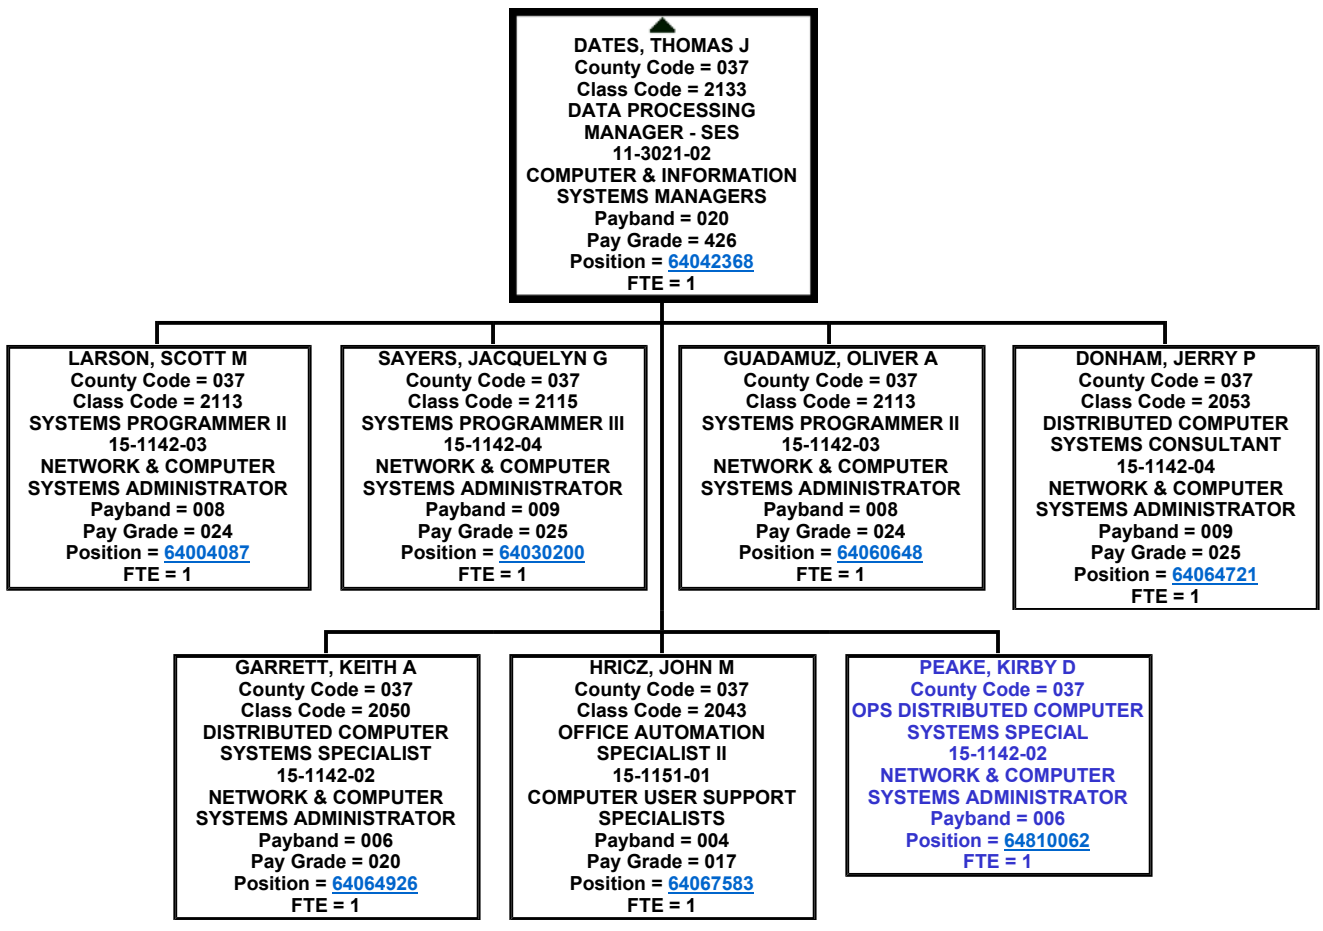 DATES, THOMAS J
County Code = 037
Class Code = 2133
DATA PROCESSING
MANAGER - SES
11-3021-02
COMPUTER & INFORMATION
SYSTEMS MANAGERS
Payband = 020
Pay Grade = 426
Position = 64042368
FTE = 1
LARSON, SCOTT M
County Code = 037
Class Code = 2113
SYSTEMS PROGRAMMER II
15-1142-03
NETWORK & COMPUTER
SYSTEMS ADMINISTRATOR
Payband = 008
Pay Grade = 024
Position = 64004087
FTE = 1
SAYERS, JACQUELYN G
County Code = 037
Class Code = 2115
SYSTEMS PROGRAMMER III
15-1142-04
NETWORK & COMPUTER
SYSTEMS ADMINISTRATOR
Payband = 009
Pay Grade = 025
Position = 64030200
FTE = 1
GUADAMUZ, OLIVER A
County Code = 037
Class Code = 2113
SYSTEMS PROGRAMMER II
15-1142-03
NETWORK & COMPUTER
SYSTEMS ADMINISTRATOR
Payband = 008
Pay Grade = 024
Position = 64060648
FTE = 1
DONHAM, JERRY P
County Code = 037
Class Code = 2053
DISTRIBUTED COMPUTER
SYSTEMS CONSULTANT
15-1142-04
NETWORK & COMPUTER
SYSTEMS ADMINISTRATOR
Payband = 009
Pay Grade = 025
Position = 64064721
FTE = 1
GARRETT, KEITH A
County Code = 037
Class Code = 2050
DISTRIBUTED COMPUTER
SYSTEMS SPECIALIST
15-1142-02
NETWORK & COMPUTER
SYSTEMS ADMINISTRATOR
Payband = 006
Pay Grade = 020
Position = 64064926
FTE = 1
HRICZ, JOHN M
County Code = 037
Class Code = 2043
OFFICE AUTOMATION
SPECIALIST II
15-1151-01
COMPUTER USER SUPPORT
SPECIALISTS
Payband = 004
Pay Grade = 017
Position = 64067583
FTE = 1
PEAKE, KIRBY D
County Code = 037
OPS DISTRIBUTED COMPUTER
SYSTEMS SPECIAL
15-1142-02
NETWORK & COMPUTER
SYSTEMS ADMINISTRATOR
Payband = 006
Position = 64810062
FTE = 1